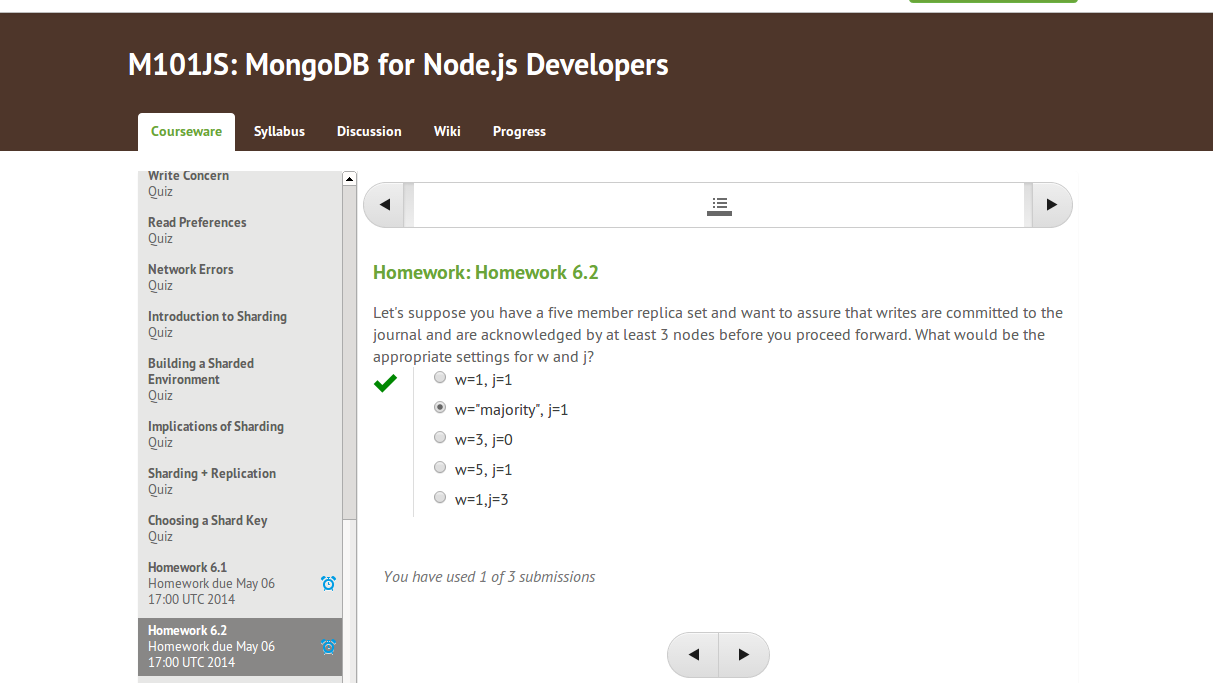 M101JS: MongoDB for Node.js Developers
Courseware
Syllabus
Discussion
Wiki
Progress
Write Concern
Quiz
Read Preferences
Quiz
Network Errors
Quiz
Introduction to Sharding
Quiz
Building a Sharded
Environment
Quiz
Implications of Sharding
Quiz
Sharding + Replication
Quiz
Choosing a Shard Key
Quiz
Homework 6.1
Homework due May 06
17:00 UTC 2014
Homework 6.2
Homework due May 06
17:00 UTC 2014
Homework: Homework 6.2
Let's suppose you have a five member replica set and want to assure that writes are committed to the
journal and are acknowledged by at least 3 nodes before you proceed forward. What would be the
appropriate settings for w and j?
w=1, j=1
w="majority", j=1
w=3, j=0
w=5, j=1
w=1,j=3
You have used 1 of 3 submissions